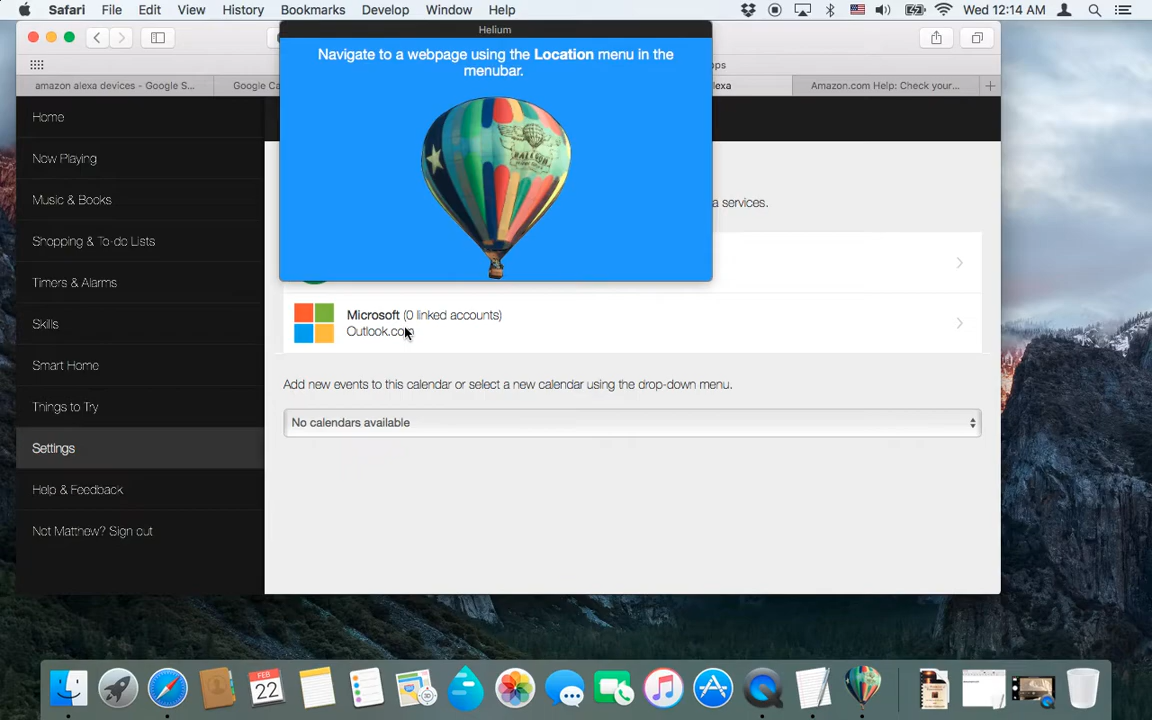 Safari File Edit View History Bookmarks Develop Window Help
Wed 12:14 AM
Helium
Navigate to a webpage using the Location menu in the
menubar.
BALLOON
ops
amazon alexa devices - Google S...
Google Ca
lexa
Amazon.com Help: Check your...
Home
Now Playing
Music & Books
a services.
Shopping & To-do Lists
Timers & Alarms
Skills
Microsoft (0 linked accounts)
Outlook.com
Smart Home
Things to Try
Add new events to this calendar or select a new calendar using the drop-down menu.
No calendars available
Settings
Help & Feedback
Not Matthew? Sign out
FEB
22